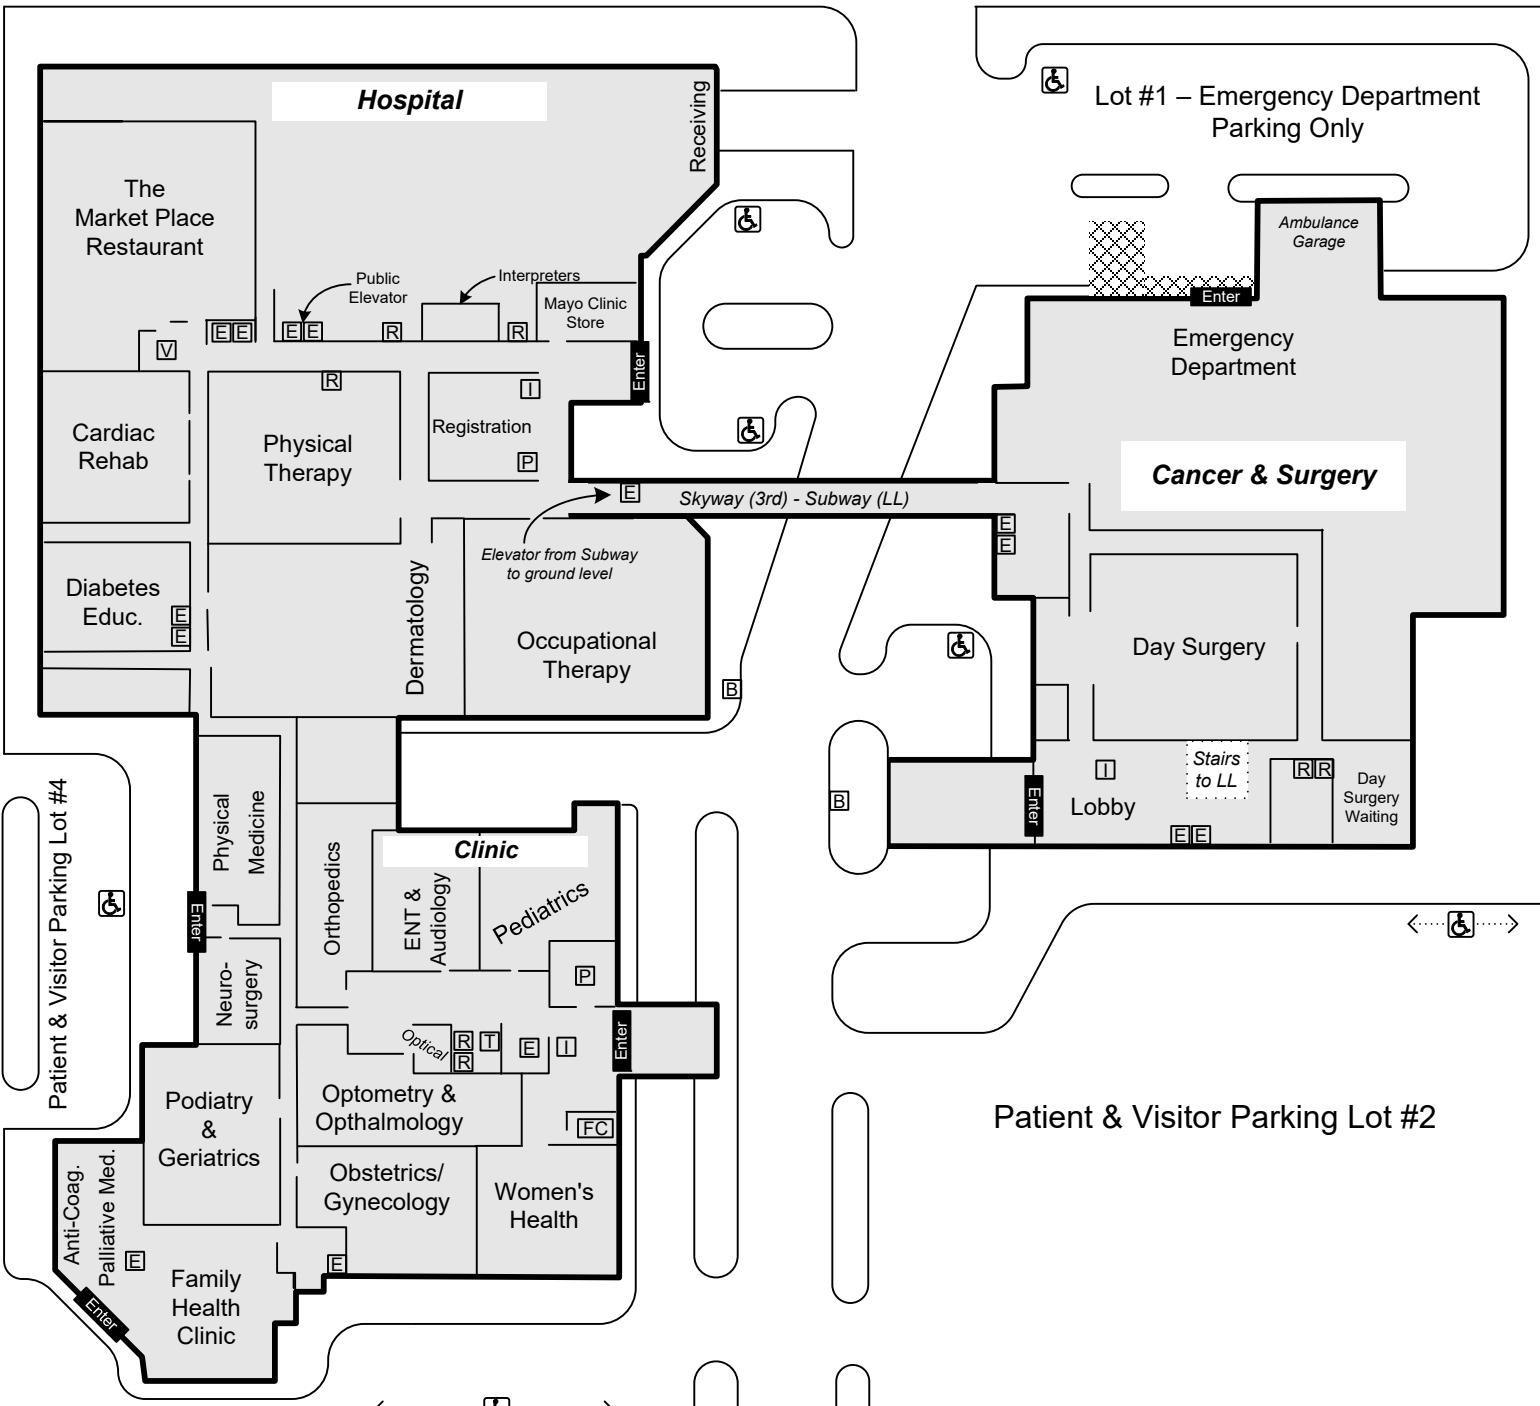 Hospital
Receiving
The
Market Place
Restaurant
Public
Elevator
Interpreters
Mayo Clinic
Store
E E
E E
R
R
V
R
I
Enter
Cardiac
Rehab
Physical
Therapy
Registration
P
E
Skyway (3rd) - Subway (LL)
Elevator from Subway
to ground level
Diabetes
Educ.
E
E
Dermatology
Occupational
Therapy
B
Lot #1 – Emergency Department
Parking Only
Ambulance
Garage
Enter
Emergency
Department
Cancer & Surgery
E
E
Day Surgery
Stairs
to LL
I
Lobby
Enter
E E
R R
Day
Surgery
Waiting
B
Patient & Visitor Parking Lot #4
Physical
Medicine
Enter
Neuro-
surgery
Orthopedics
Clinic
ENT &
Audiology
Pediatrics
P
Optical
R
R
T
E
I
Enter
Optometry &
Opthalmology
FC
Podiatry
&
Geriatrics
Obstetrics/
Gynecology
Women's
Health
Anti-Coag.
Palliative Med.
E
E
Family
Health
Clinic
Enter
Patient & Visitor Parking Lot #2